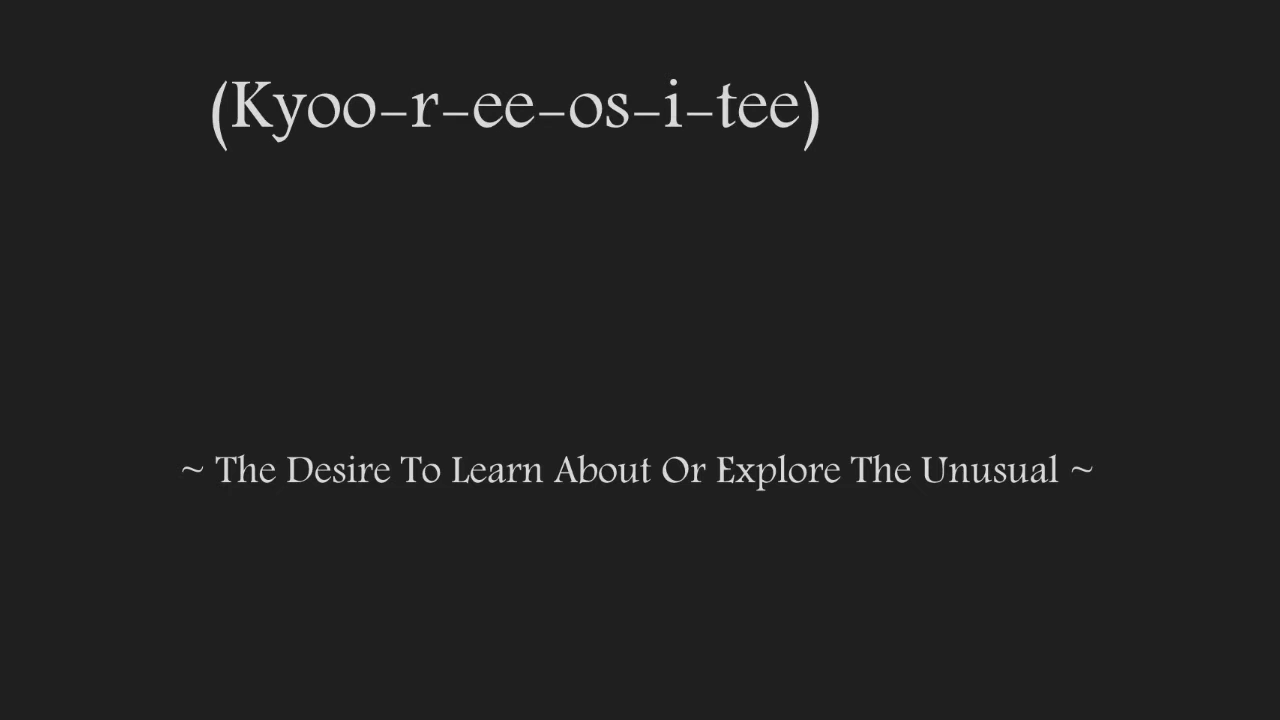 (Kyoo-r-ee-os-i-tee)
~ The Desire To Learn About Or Explore The Unusual ~